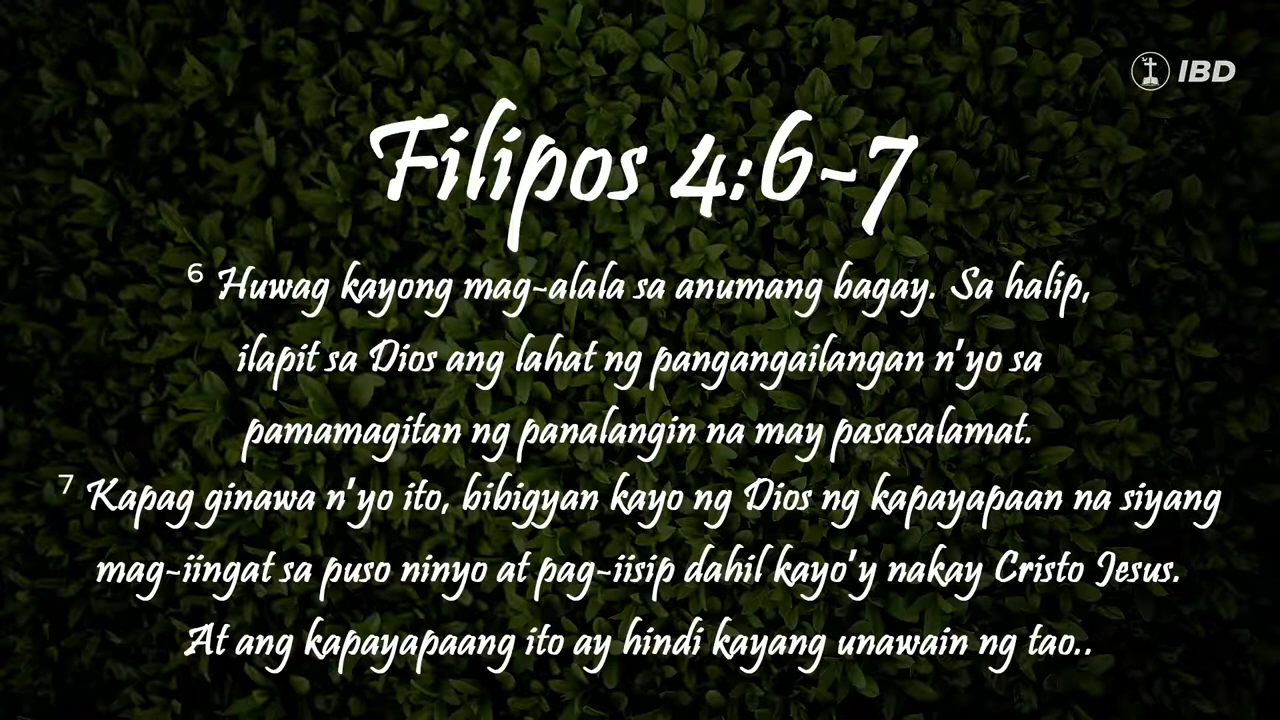 IBD
Filipos 4:6-7
6 Huwag kayong mag-alala sa anumang bagay. Sa halip,
ilapit sa Dios ang lahat ng pangangailangan n'yo sa
pamamagitan ng panalangin na may pasasalamat.
7 Kapag ginawa n'yo ito, bibigyan kayo ng Dios ng kapayapaan na siyang
mag-iingat sa puso ninyo at pag-iisip dahil kayo'y nakay Cristo Jesus.
At ang kapayapaang ito ay hindi kayang unawain ng tao..